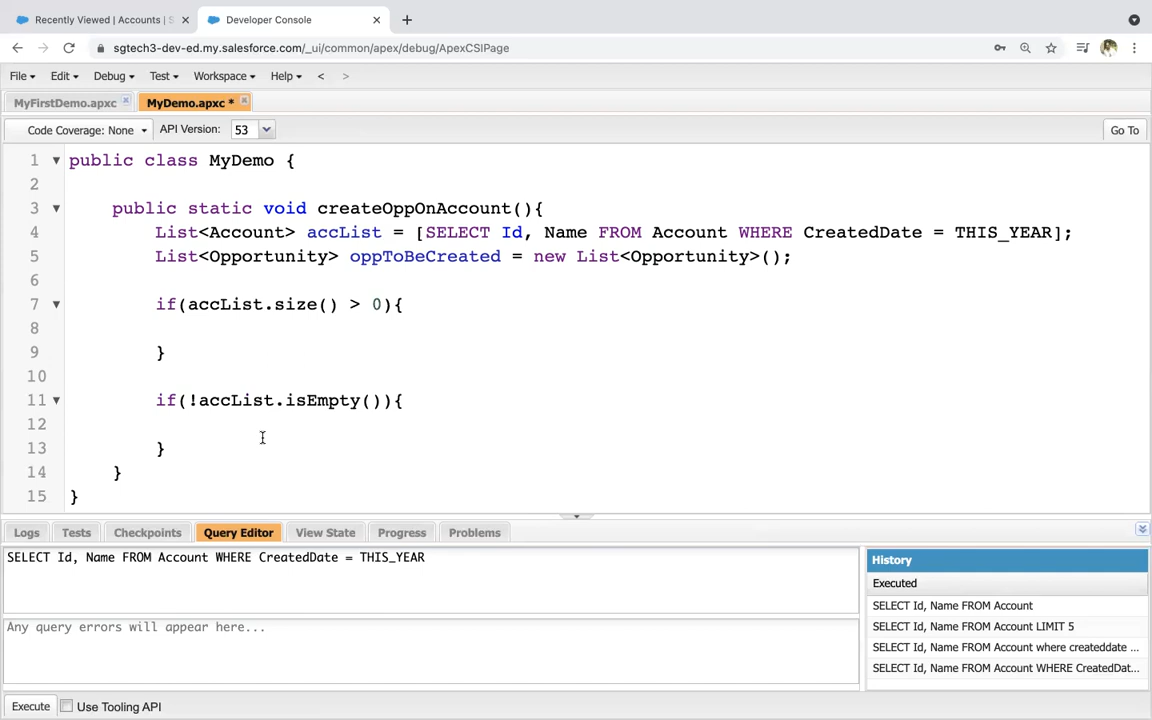 Recently Viewed | Accounts | S
Developer Console
sgtech3-dev-ed.my.salesforce.com/_ui/common/apex/debug/ApexCSIPage
File Edit Debug Test Workspace Help < >
MyFirstDemo.apxc MyDemo.apxc *
Code Coverage: None API Version: 53 Go To
1 public class MyDemo {
2
3 public static void createOppOnAccount(){
4 List<Account> accList = [SELECT Id, Name FROM Account WHERE CreatedDate = THIS_YEAR];
5 List<Opportunity> oppToBeCreated = new List<Opportunity>();
6
7 if(accList.size() > 0){
8
9 }
10
11 if(!accList.isEmpty()){
12
13 }
14 }
15 }
Logs Tests Checkpoints Query Editor View State Progress Problems
SELECT Id, Name FROM Account WHERE CreatedDate = THIS_YEAR
Any query errors will appear here...
History
Executed
SELECT Id, Name FROM Account
SELECT Id, Name FROM Account LIMIT 5
SELECT Id, Name FROM Account where createddate ...
SELECT Id, Name FROM Account WHERE CreatedDat...
Execute Use Tooling API